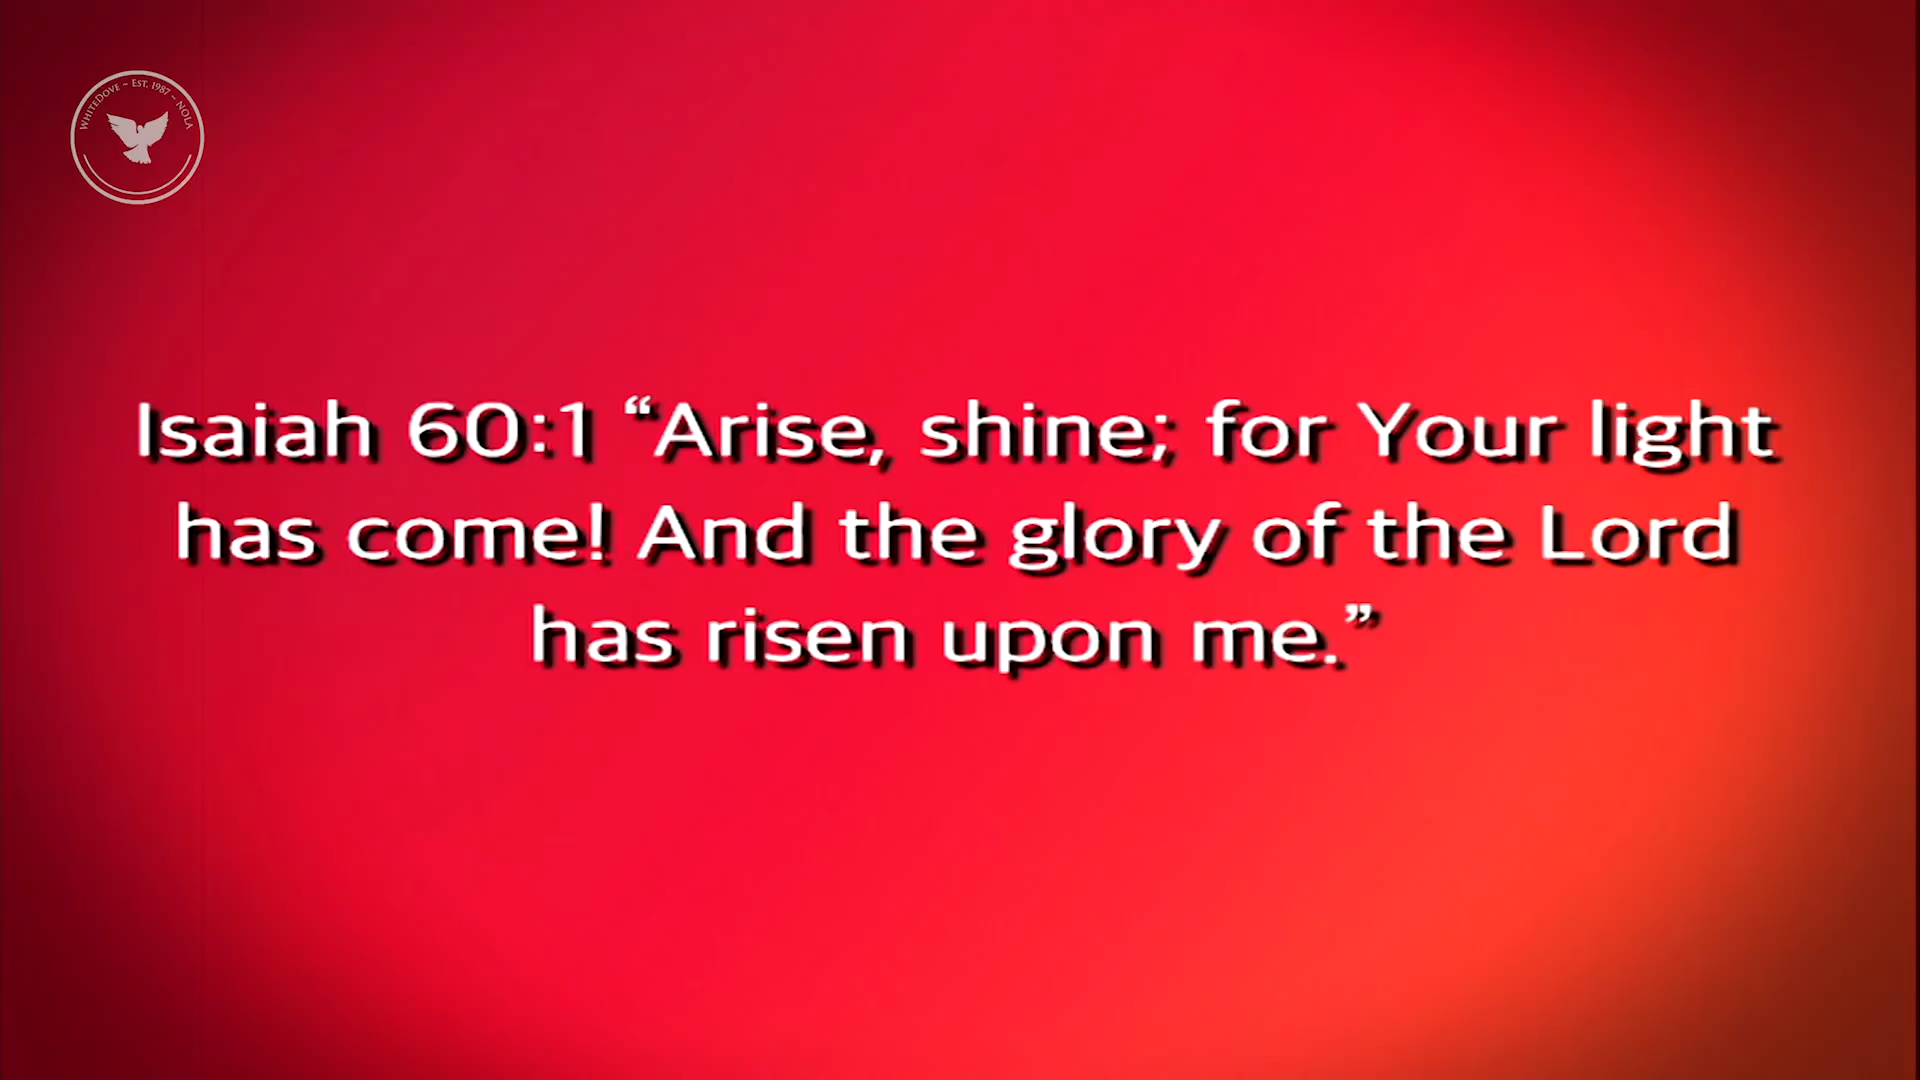 WHITEDOVE ~ EST. 1987 ~ NOLA
Isaiah 60:1 “Arise, shine; for Your light
has come! And the glory of the Lord
has risen upon me.”